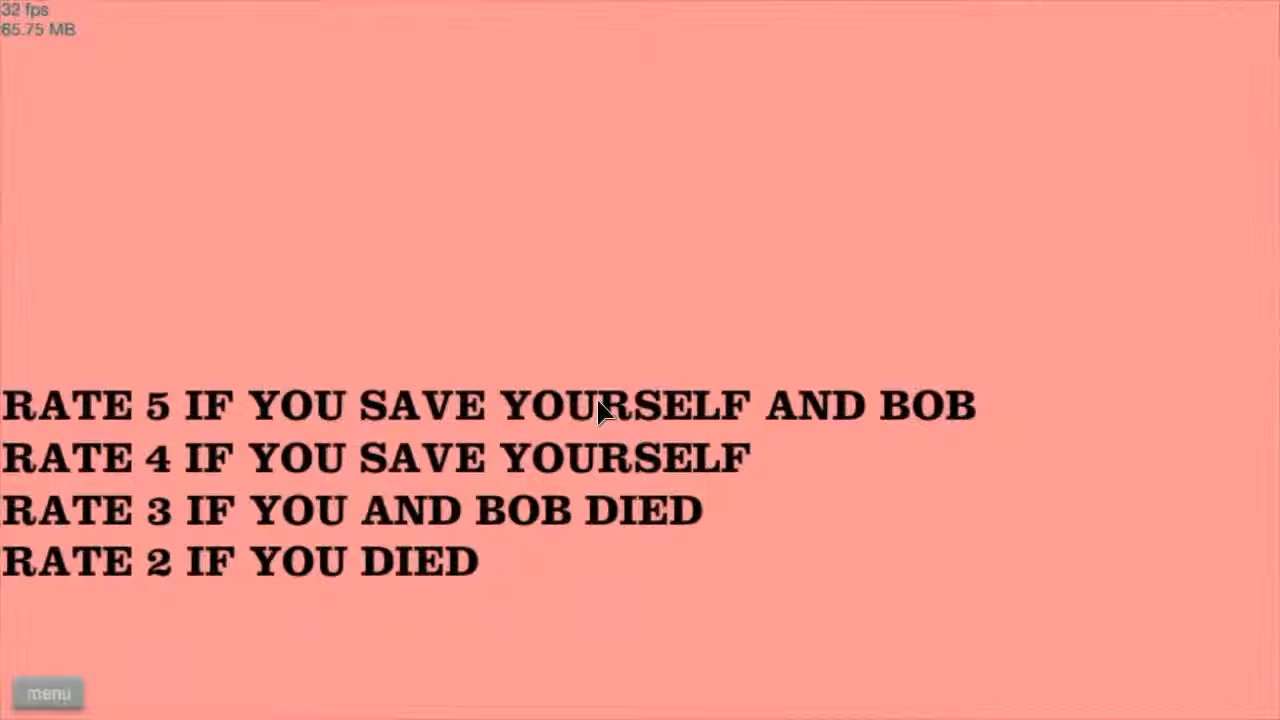 32 fps
65.75 MB
RATE 5 IF YOU SAVE YOURSELF AND BOB
RATE 4 IF YOU SAVE YOURSELF
RATE 3 IF YOU AND BOB DIED
RATE 2 IF YOU DIED
menu